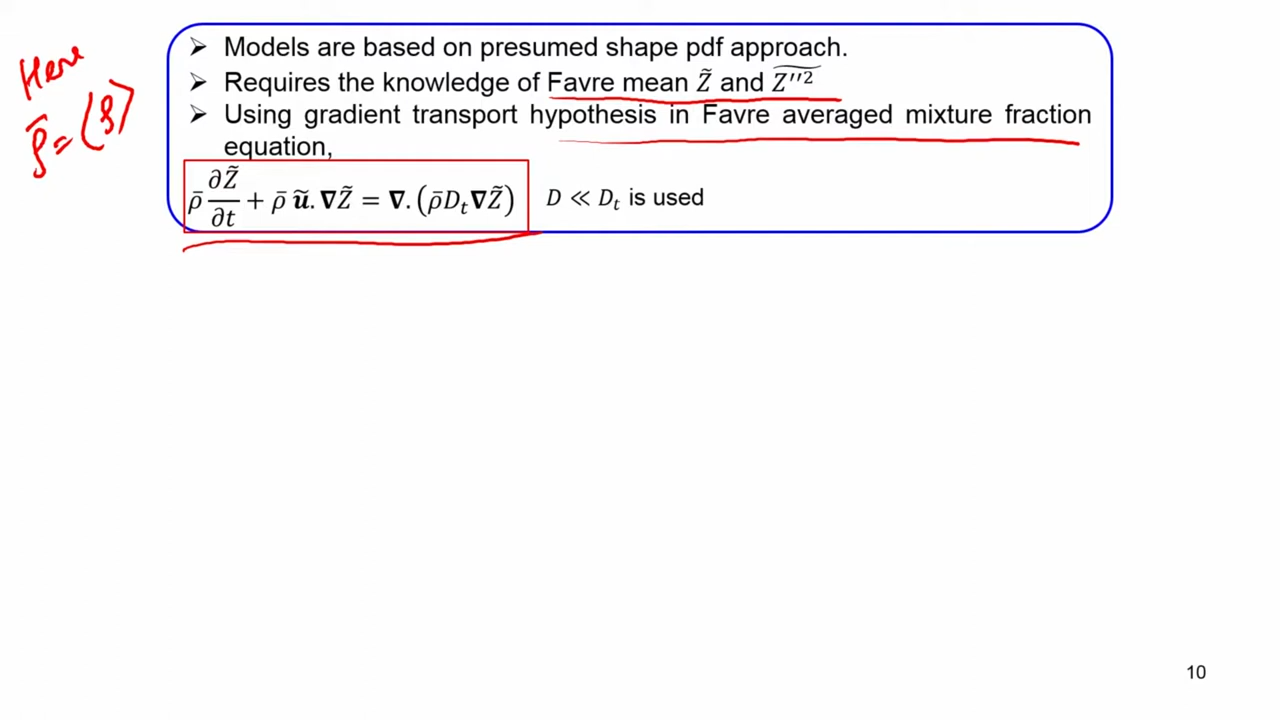 Here
ρ̄ = ⟨ρ⟩
➢ Models are based on presumed shape pdf approach.
➢ Requires the knowledge of Favre mean Z̃ and \widetilde{Z''^2}
➢ Using gradient transport hypothesis in Favre averaged mixture fraction
equation,
ρ̄ ∂Z̃/∂t + ρ̄ ũ.∇Z̃ = ∇.(ρ̄D_t∇Z̃) D ≪ D_t is used
10